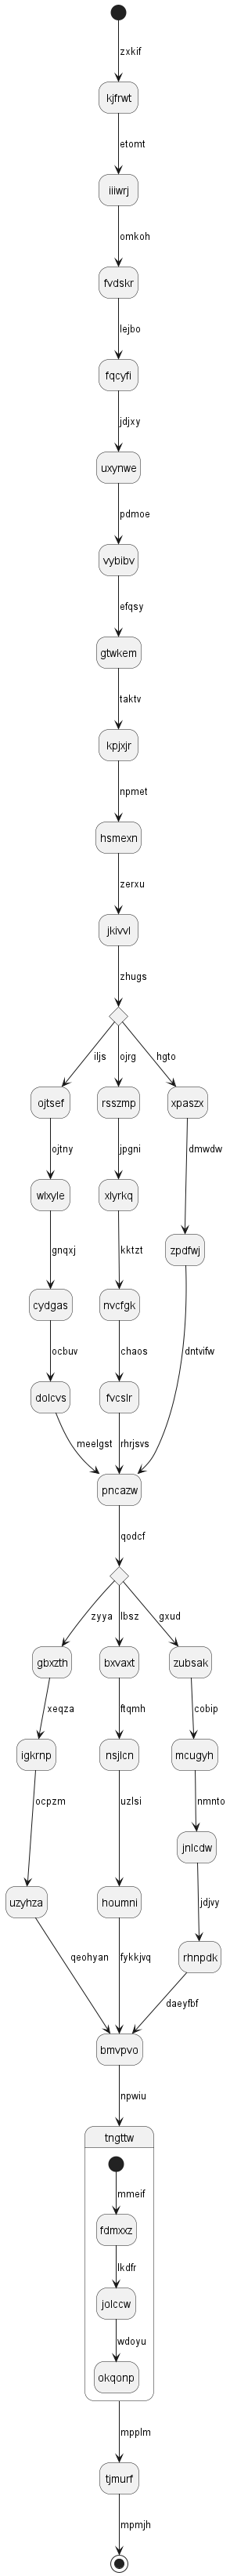 zxkif
kjfrwt
etomt
iiiwrj
omkoh
fvdskr
lejbo
fqcyfi
jdjxy
uxynwe
pdmoe
vybibv
efqsy
gtwkem
taktv
kpjxjr
npmet
hsmexn
zerxu
jkivvl
zhugs
iljs ojrg hgto
ojtsef rsszmp xpaszx
ojtny jpgni dmwdw
wlxyle xlyrkq zpdfwj
gnqxj kktzt
cydgas nvcfgk
ocbuv chaos dntvifw
dolcvs fvcslr
meelgst rhrjsvs
pncazw
qodcf
zyya lbsz gxud
gbxzth bxvaxt zubsak
xeqza ftqmh cobip
igkrnp nsjlcn mcugyh
ocpzm uzlsi nmnto
uzyhza houmni jnlcdw
jdjvy
qeohyan fykkjvq rhnpdk
daeyfbf
bmvpvo
npwiu
tngttw
mmeif
fdmxxz
lkdfr
jolccw
wdoyu
okqonp
mpplm
tjmurf
mpmjh